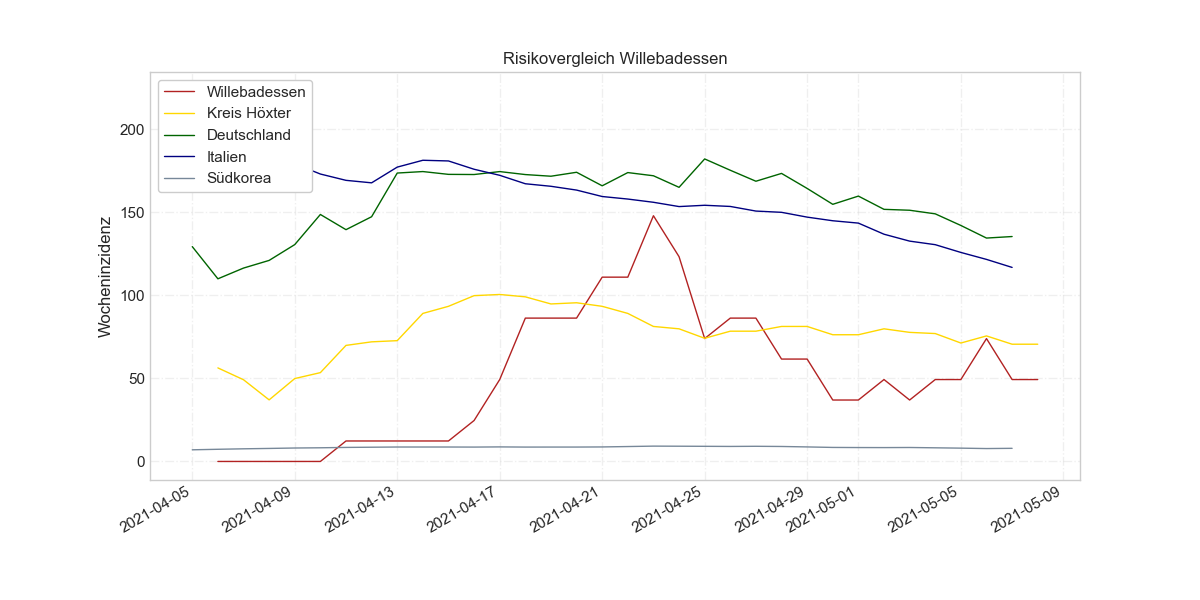 Risikovergleich Willebadessen
Willebadessen
Kreis Höxter
Deutschland
Italien
Südkorea
Wocheninzidenz
200
150
100
50
0
2021-04-05
2021-04-09
2021-04-13
2021-04-17
2021-04-21
2021-04-25
2021-04-29
2021-05-01
2021-05-05
2021-05-09